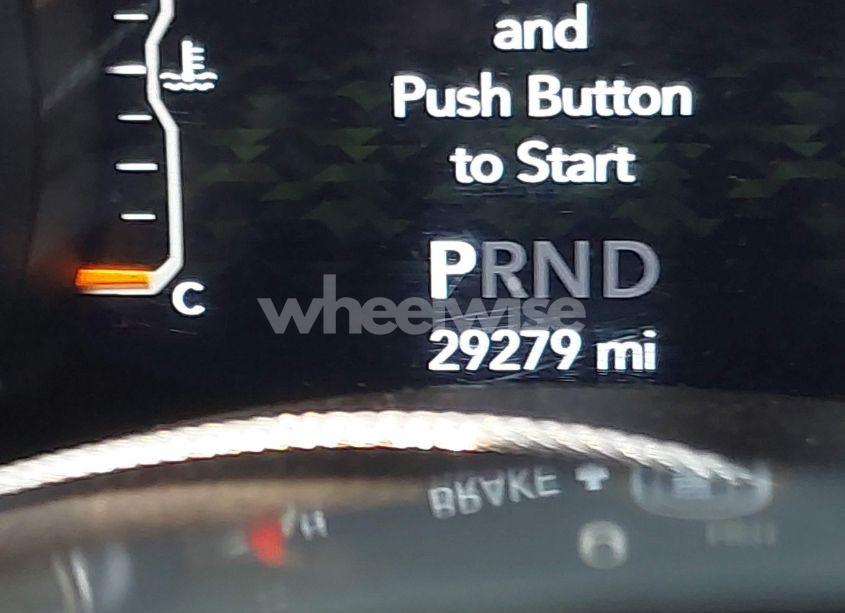 and
Push Button
to Start
PRND
C
wheelwise
29279 mi
BRAKE
H